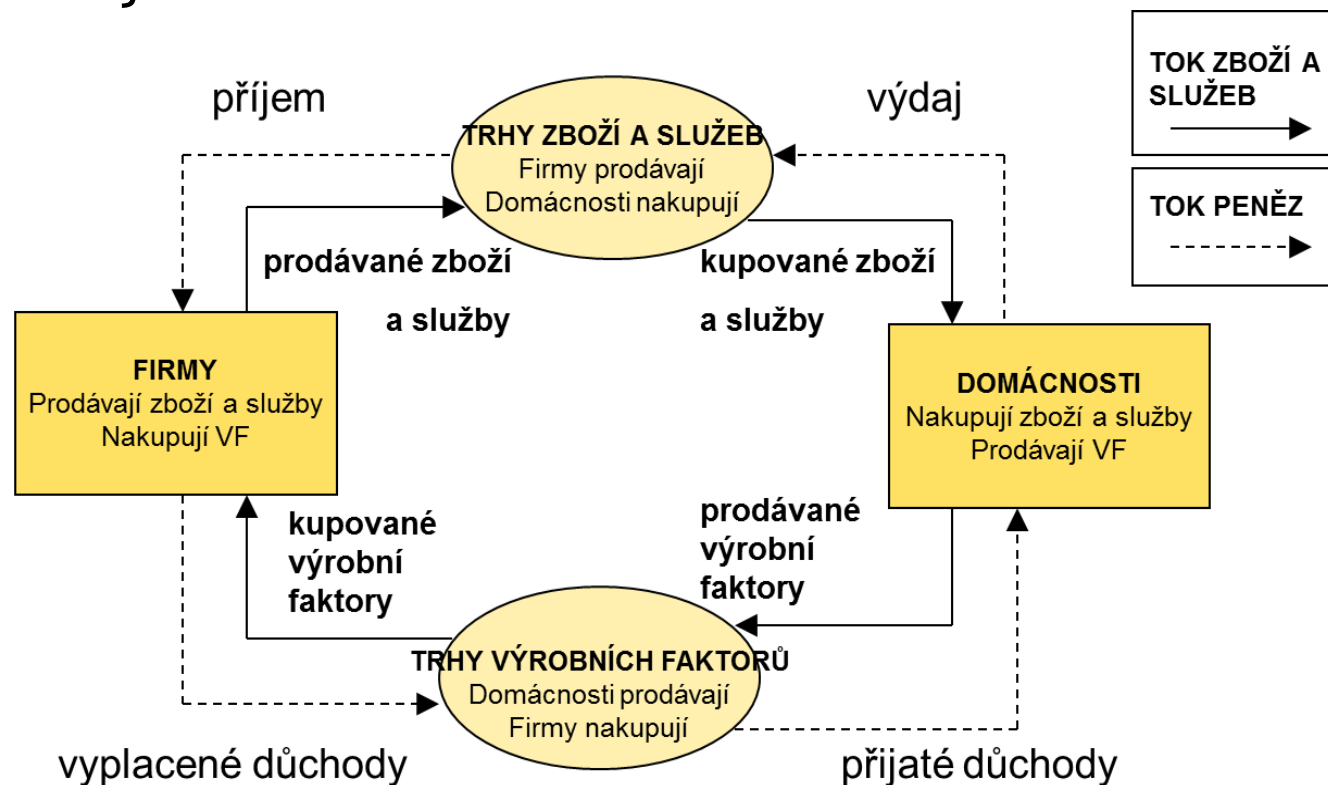 příjem
výdaj
TRHY ZBOŽÍ A SLUŽEB
Firmy prodávají
Domácnosti nakupují
TOK ZBOŽÍ A
SLUŽEB
TOK PENĚZ
prodávané zboží
a služby
kupované zboží
a služby
FIRMY
Prodávají zboží a služby
Nakupují VF
DOMÁCNOSTI
Nakupují zboží a služby
Prodávají VF
kupované
výrobní
faktory
prodávané
výrobní
faktory
TRHY VÝROBNÍCH FAKTORŮ
Domácnosti prodávají
Firmy nakupují
vyplacené důchody
přijaté důchody